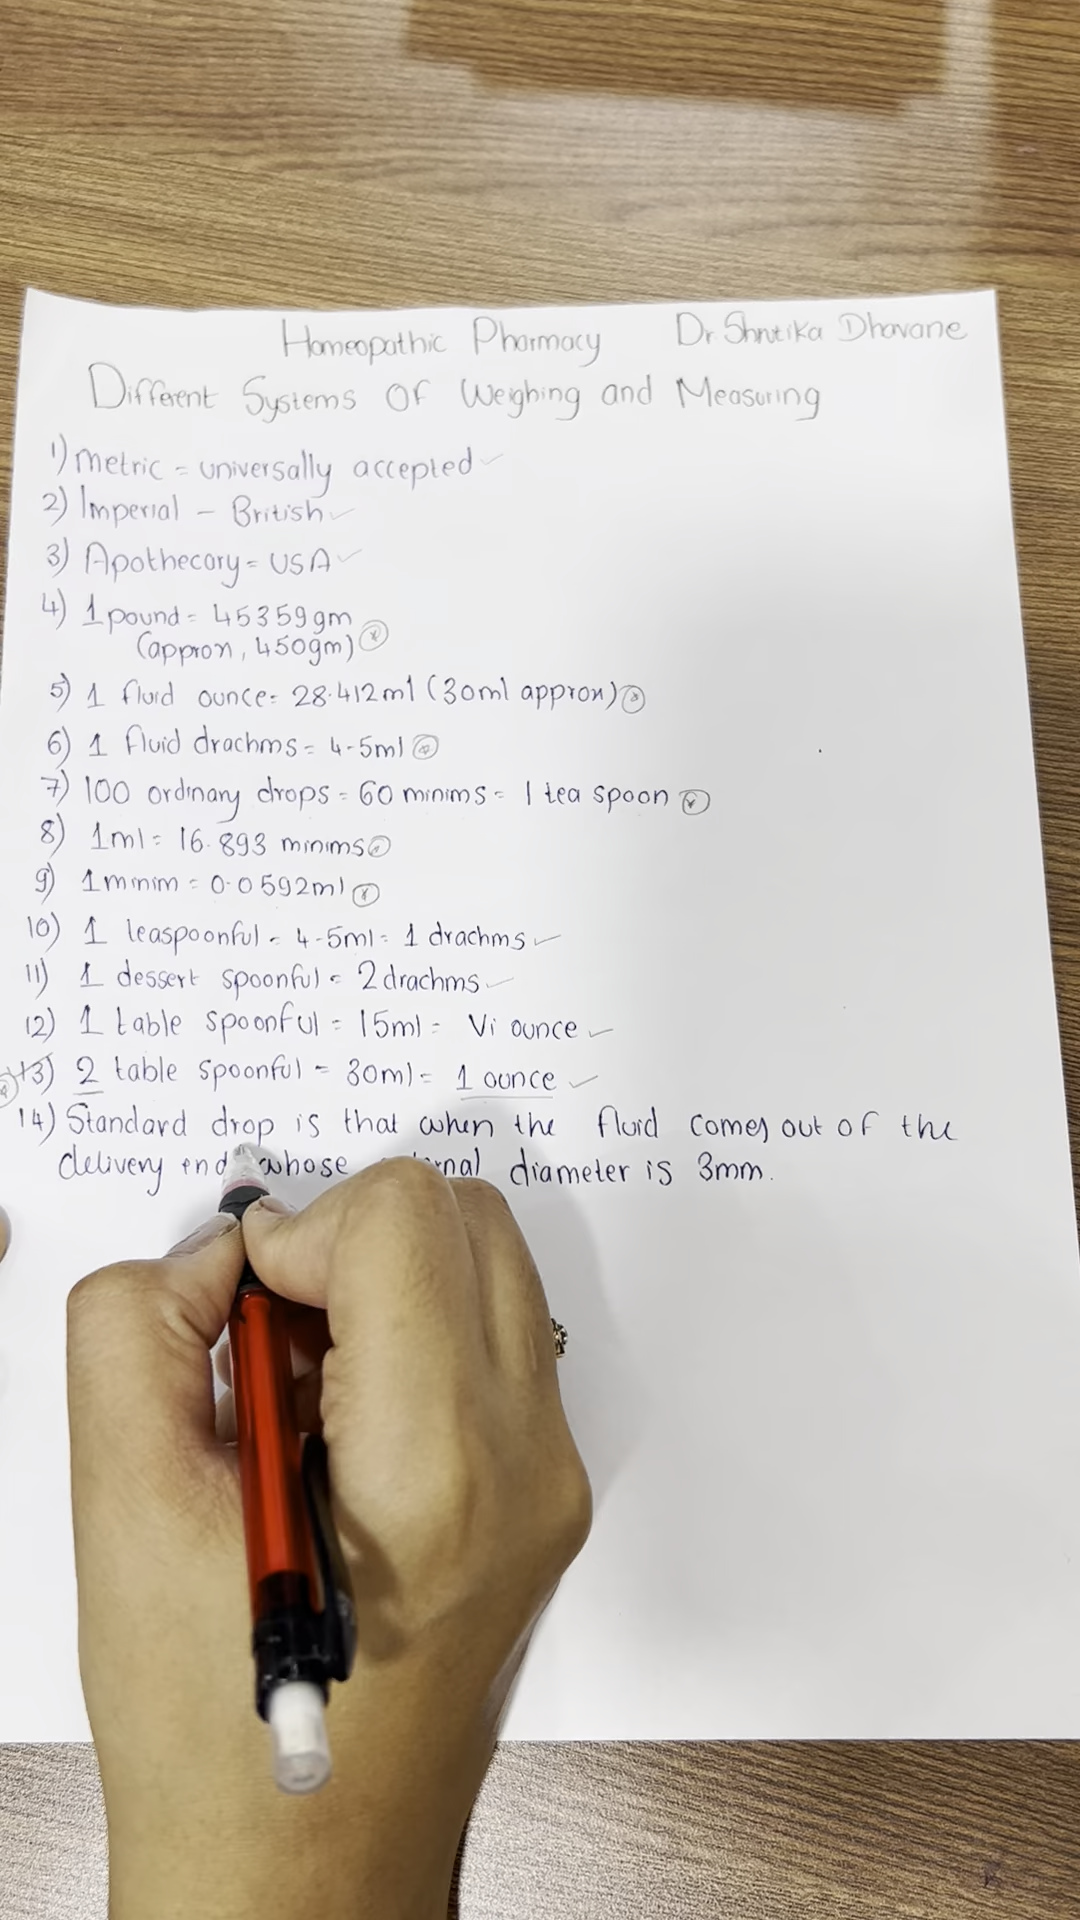 Homeopathic Pharmacy Dr Shrutika Dhavane
Different Systems Of Weighing and Measuring
1) Metric = universally accepted
2) Imperial - British
3) Apothecary = USA
4) 1 pound = 45359gm
(appron, 450gm)
5) 1 fluid ounce = 28.412ml (30ml appron)
6) 1 fluid drachms = 4-5ml
7) 100 ordinary drops = 60 minims = 1 tea spoon
8) 1ml = 16.893 minims
9) 1minim = 0.0592ml
10) 1 teaspoonful = 4-5ml = 1 drachms
11) 1 dessert spoonful = 2 drachms
12) 1 table spoonful = 15ml = Vi ounce
13) 2 table spoonful = 30ml = 1 ounce
14) Standard drop is that when the fluid comes out of the
delivery end whose diameter is 3mm.